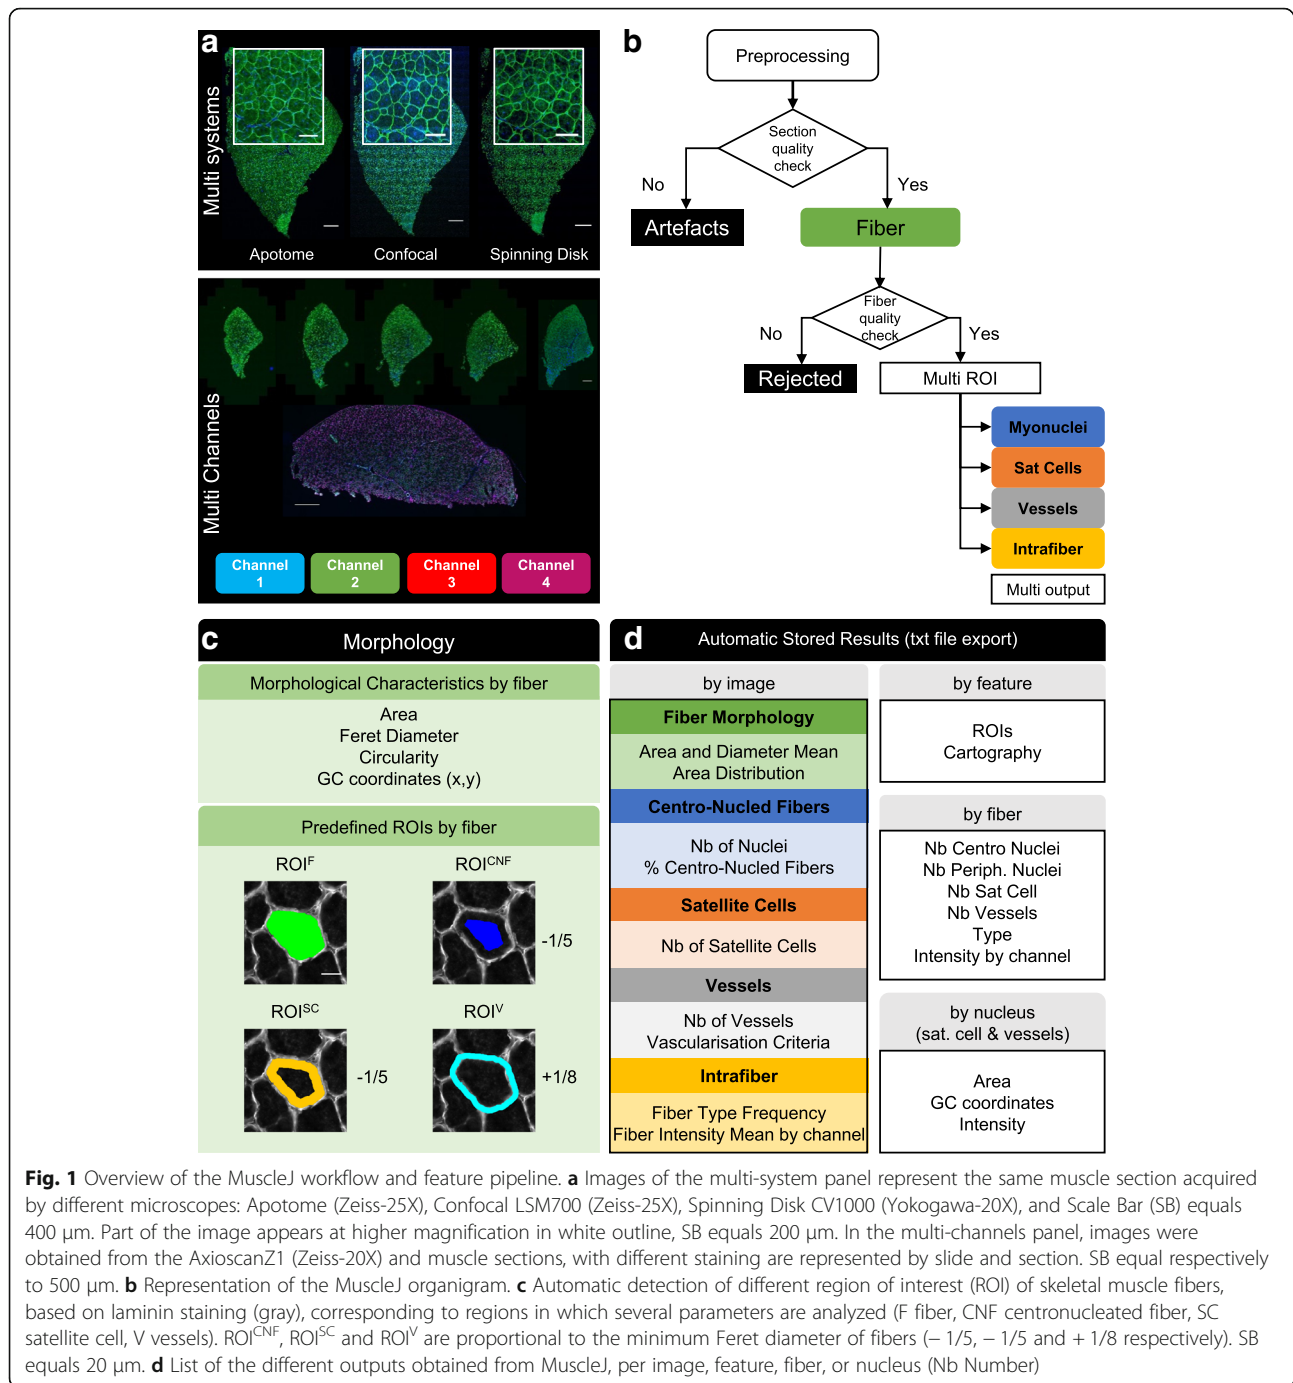 a
Multi systems
Apotome
Confocal
Spinning Disk
Multi Channels
Channel
1
Channel
2
Channel
3
Channel
4
b
Preprocessing
Section
quality
check
No
Yes
Artefacts
Fiber
Fiber
quality
check
No
Yes
Rejected
Multi ROI
Myonuclei
Sat Cells
Vessels
Intrafiber
Multi output
c
Morphology
Morphological Characteristics by fiber
Area
Feret Diameter
Circularity
GC coordinates (x,y)
Predefined ROIs by fiber
ROI^F
ROI^CNF
-1/5
ROI^SC
ROI^V
-1/5
+1/8
d
Automatic Stored Results (txt file export)
by image
Fiber Morphology
Area and Diameter Mean
Area Distribution
Centro-Nucled Fibers
Nb of Nuclei
% Centro-Nucled Fibers
Satellite Cells
Nb of Satellite Cells
Vessels
Nb of Vessels
Vascularisation Criteria
Intrafiber
Fiber Type Frequency
Fiber Intensity Mean by channel
by feature
ROIs
Cartography
by fiber
Nb Centro Nuclei
Nb Periph. Nuclei
Nb Sat Cell
Nb Vessels
Type
Intensity by channel
by nucleus
(sat. cell & vessels)
Area
GC coordinates
Intensity
Fig. 1 Overview of the MuscleJ workflow and feature pipeline. a Images of the multi-system panel represent the same muscle section acquired
by different microscopes: Apotome (Zeiss-25X), Confocal LSM700 (Zeiss-25X), Spinning Disk CV1000 (Yokogawa-20X), and Scale Bar (SB) equals
400 μm. Part of the image appears at higher magnification in white outline, SB equals 200 μm. In the multi-channels panel, images were
obtained from the AxioscanZ1 (Zeiss-20X) and muscle sections, with different staining are represented by slide and section. SB equal respectively
to 500 μm. b Representation of the MuscleJ organigram. c Automatic detection of different region of interest (ROI) of skeletal muscle fibers,
based on laminin staining (gray), corresponding to regions in which several parameters are analyzed (F fiber, CNF centronucleated fiber, SC
satellite cell, V vessels). ROI^CNF, ROI^SC and ROI^V are proportional to the minimum Feret diameter of fibers (− 1/5, − 1/5 and + 1/8 respectively). SB
equals 20 μm. d List of the different outputs obtained from MuscleJ, per image, feature, fiber, or nucleus (Nb Number)